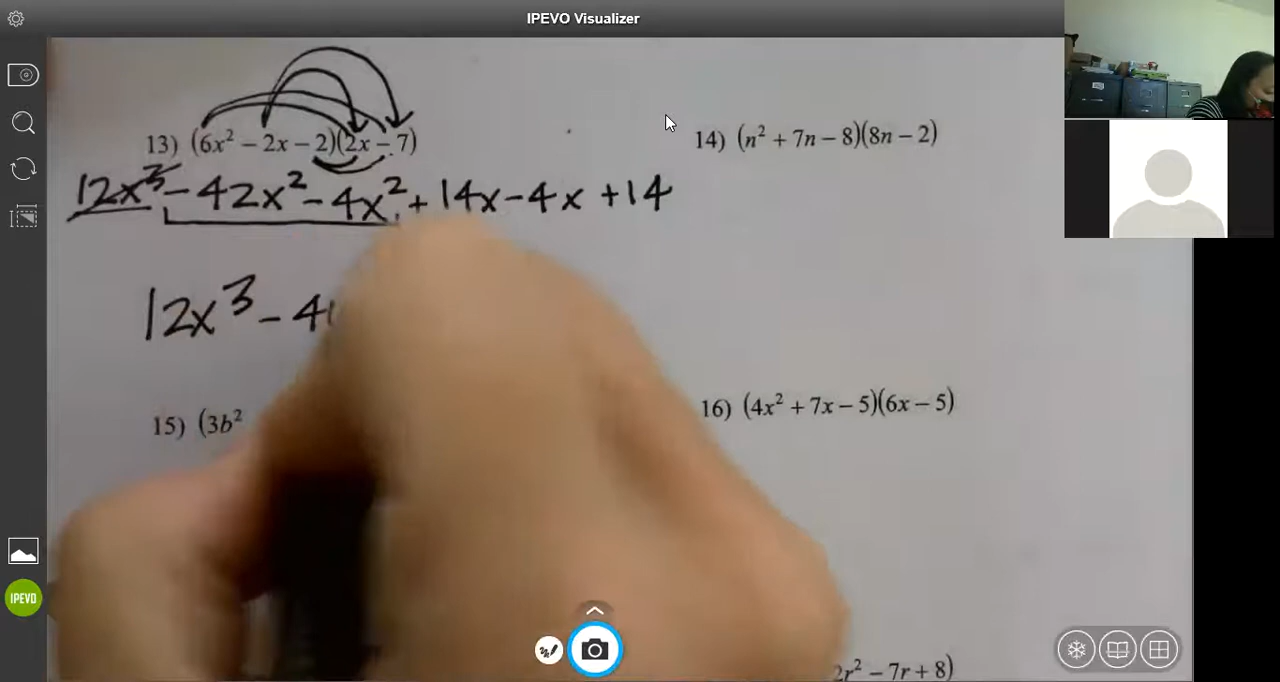 IPEVO Visualizer
13) (6x² − 2x − 2)(2x − 7)
12x³ − 42x² − 4x² + 14x − 4x + 14
12x³ − 4
14) (n² + 7n − 8)(8n − 2)
15) (3b²
16) (4x² + 7x − 5)(6x − 5)
2r² − 7r + 8)
IPEVO